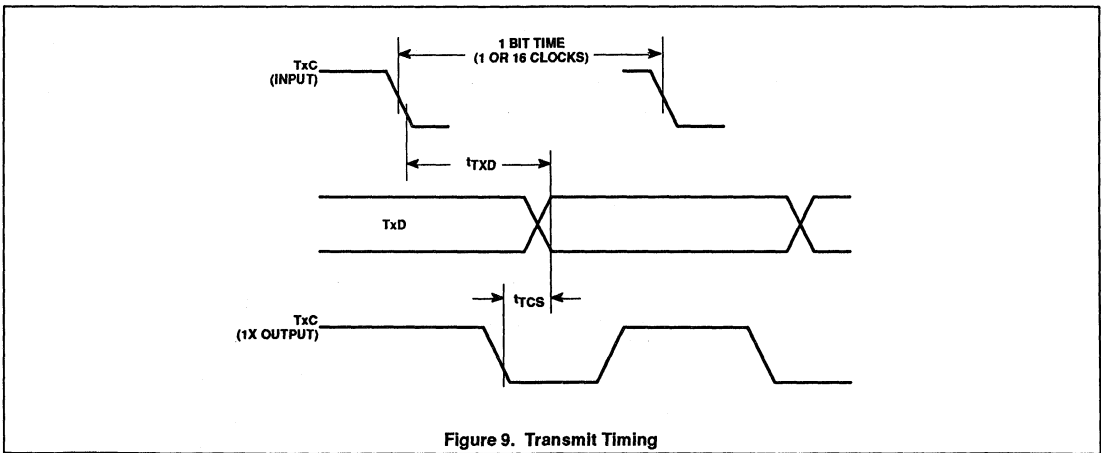 1 BIT TIME
(1 OR 16 CLOCKS)
TxC
(INPUT)
tTXD
TxD
tTCS
TxC
(1X OUTPUT)
Figure 9. Transmit Timing